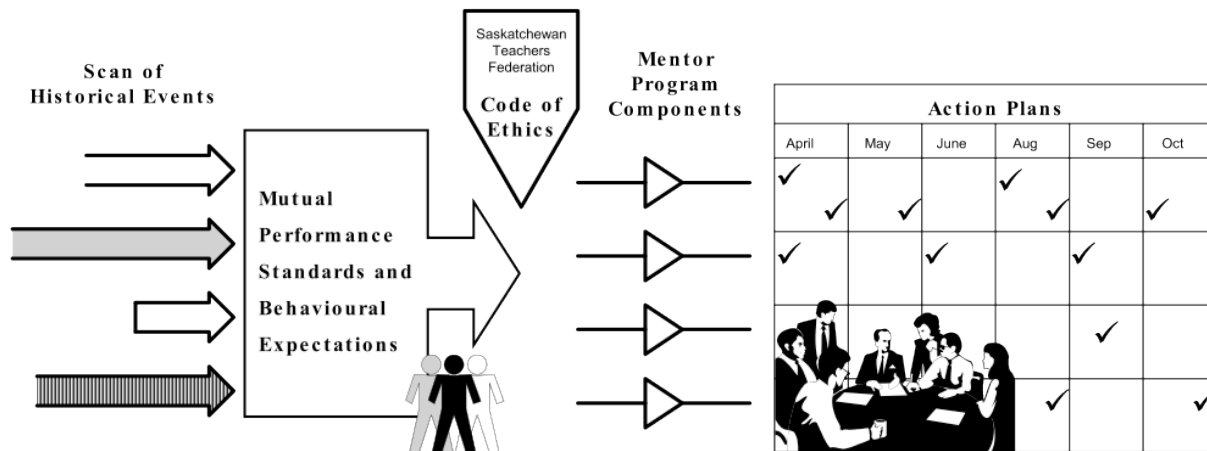 Scan of
Historical Events
Mutual
Performance
Standards and
Behavioural
Expectations
Saskatchewan
Teachers
Federation
Code of
Ethics
Mentor
Program
Components
Action Plans
April May June Aug Sep Oct